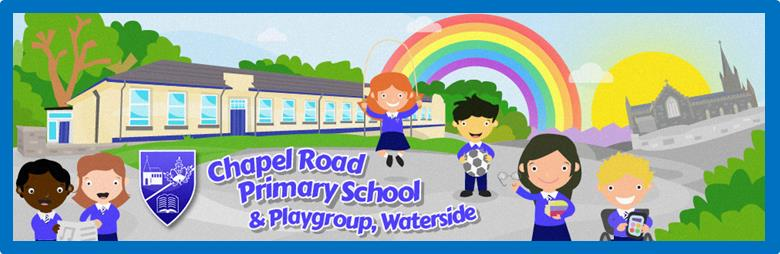 Chapel Road
Primary School
& Playgroup, Waterside